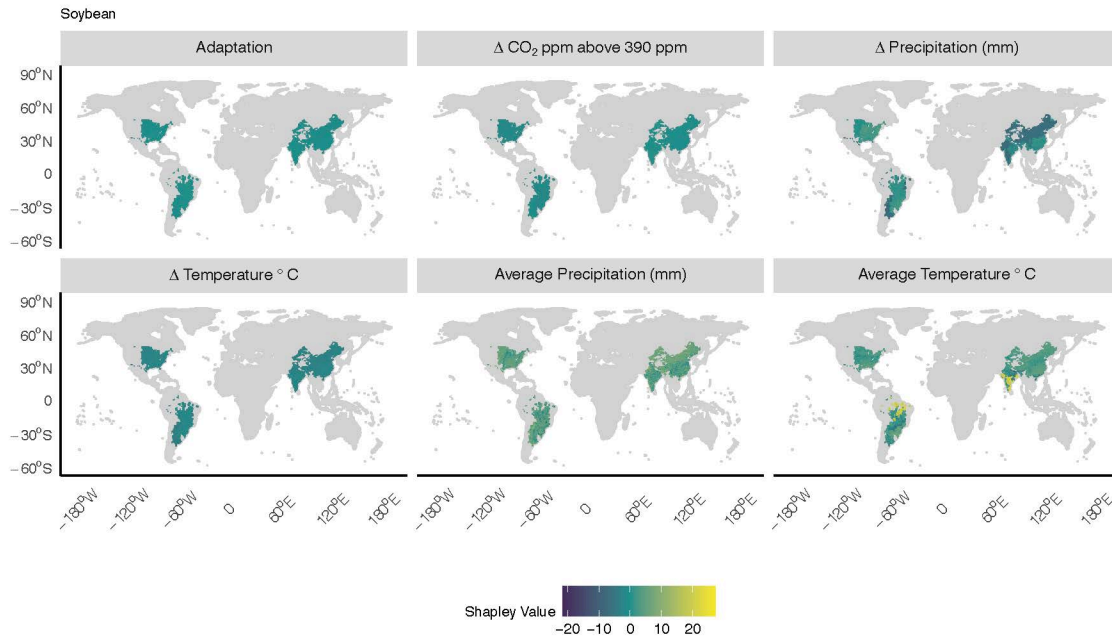 Soybean
Adaptation
Δ CO₂ ppm above 390 ppm
Δ Precipitation (mm)
90°N
60°N
30°N
0
−30°S
−60°S
Δ Temperature ° C
Average Precipitation (mm)
Average Temperature ° C
90°N
60°N
30°N
0
−30°S
−60°S
−180°W −120°W −60°W 0 60°E 120°E 180°E
−180°W −120°W −60°W 0 60°E 120°E 180°E
−180°W −120°W −60°W 0 60°E 120°E 180°E
Shapley Value
−20 −10 0 10 20